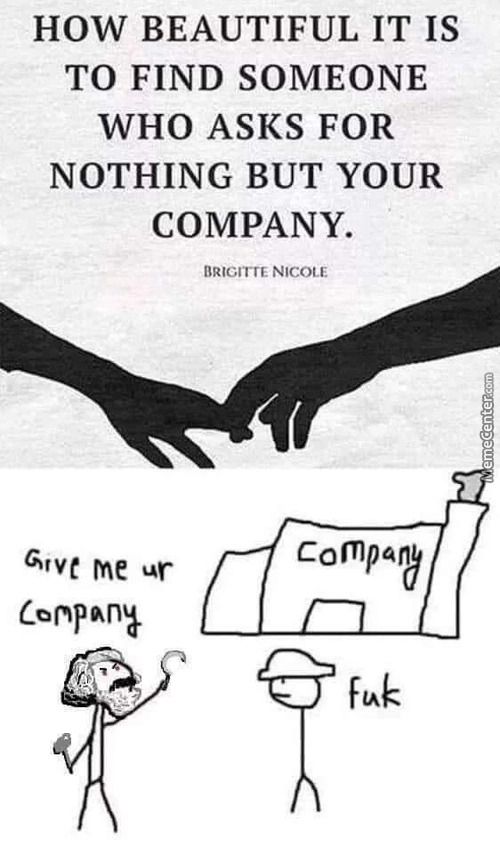 HOW BEAUTIFUL IT IS
TO FIND SOMEONE
WHO ASKS FOR
NOTHING BUT YOUR
COMPANY.
BRIGITTE NICOLE
MemeCenter.com
Give me ur
Company
Company
fuk